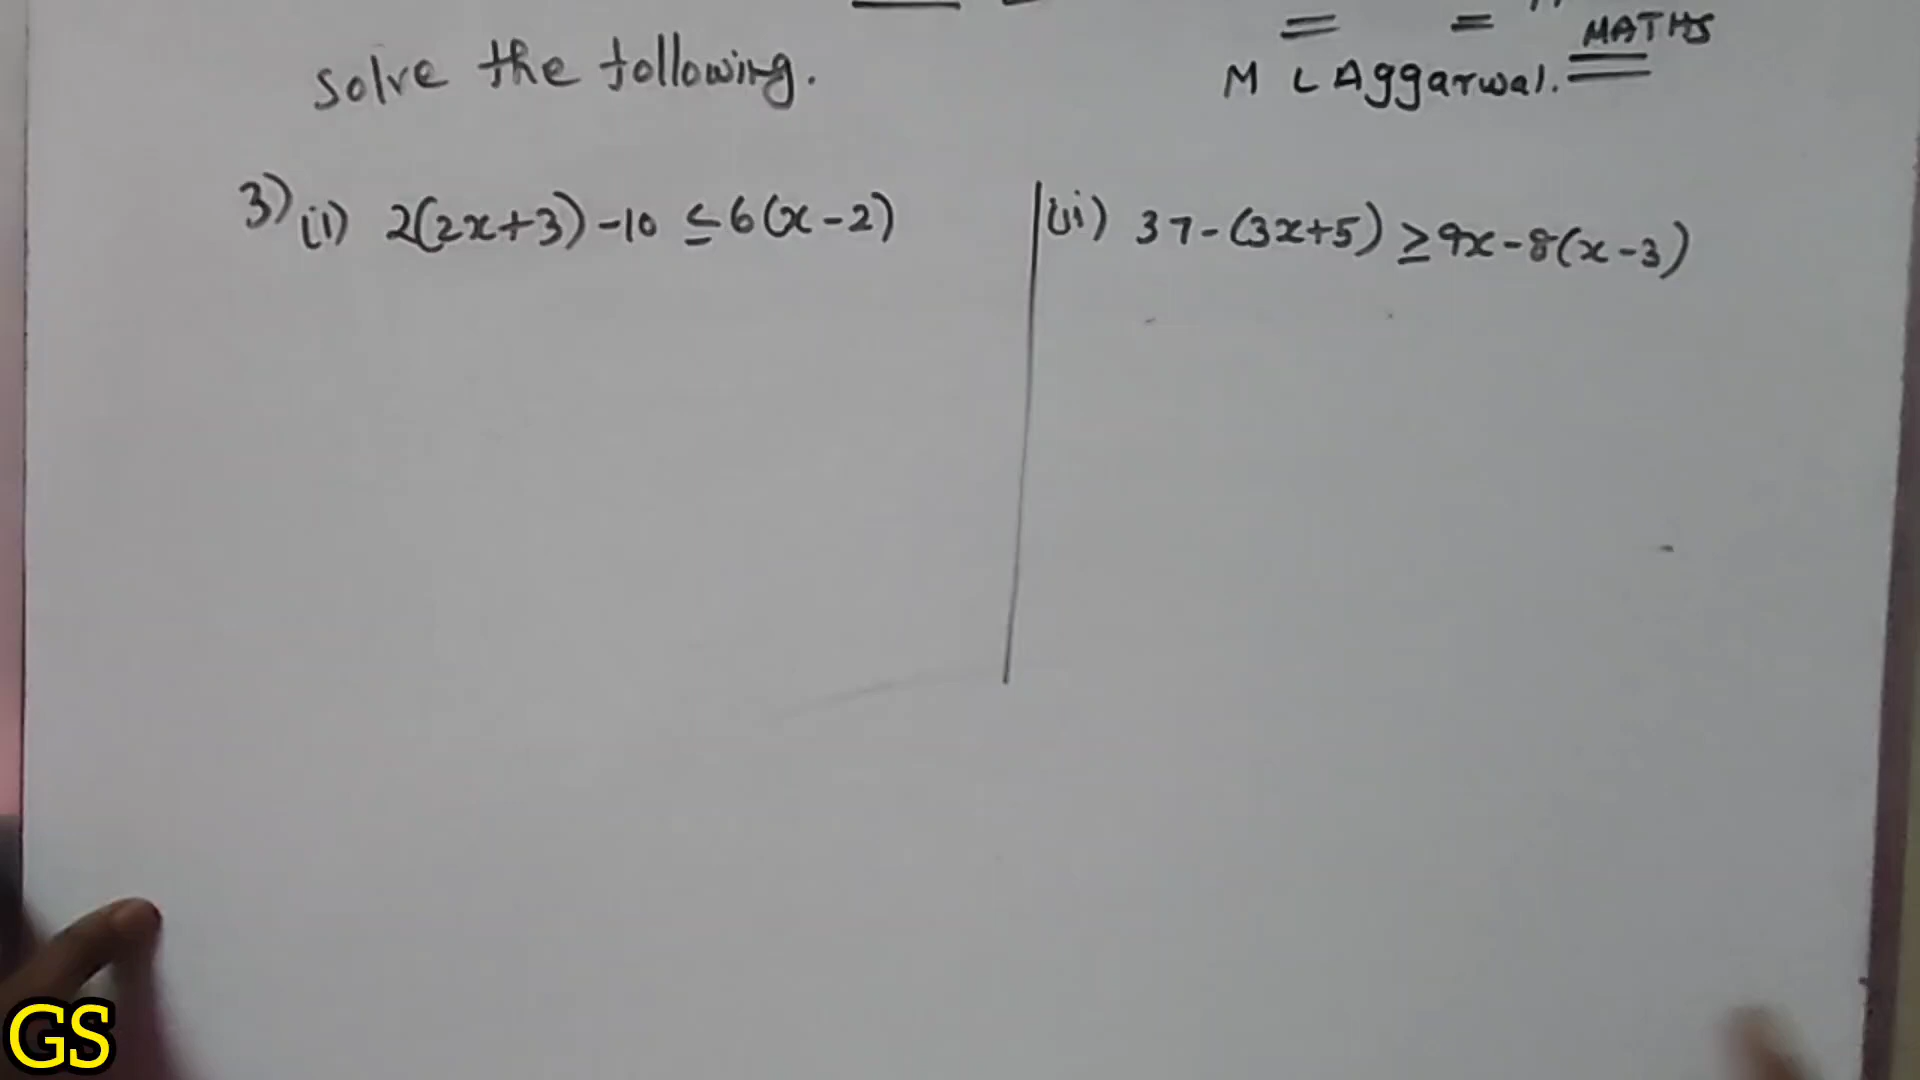 MATHS
solve the following.
M L Aggarwal.
3) (i) 2(2x+3)-10 ≤ 6(x-2)
(ii) 37-(3x+5) ≥ 9x-8(x-3)
GS